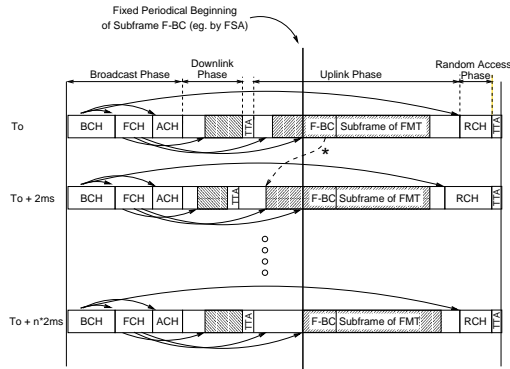 Fixed Periodical Beginning
of Subframe F-BC (eg. by FSA)
Broadcast Phase
Downlink
Phase
Uplink Phase
Random Access
Phase
To
BCH
FCH
ACH
TTA
F-BC
Subframe of FMT
RCH
TTA
*
To + 2ms
BCH
FCH
ACH
TTA
F-BC
Subframe of FMT
RCH
TTA
To + n*2ms
BCH
FCH
ACH
TTA
F-BC
Subframe of FMT
RCH
TTA